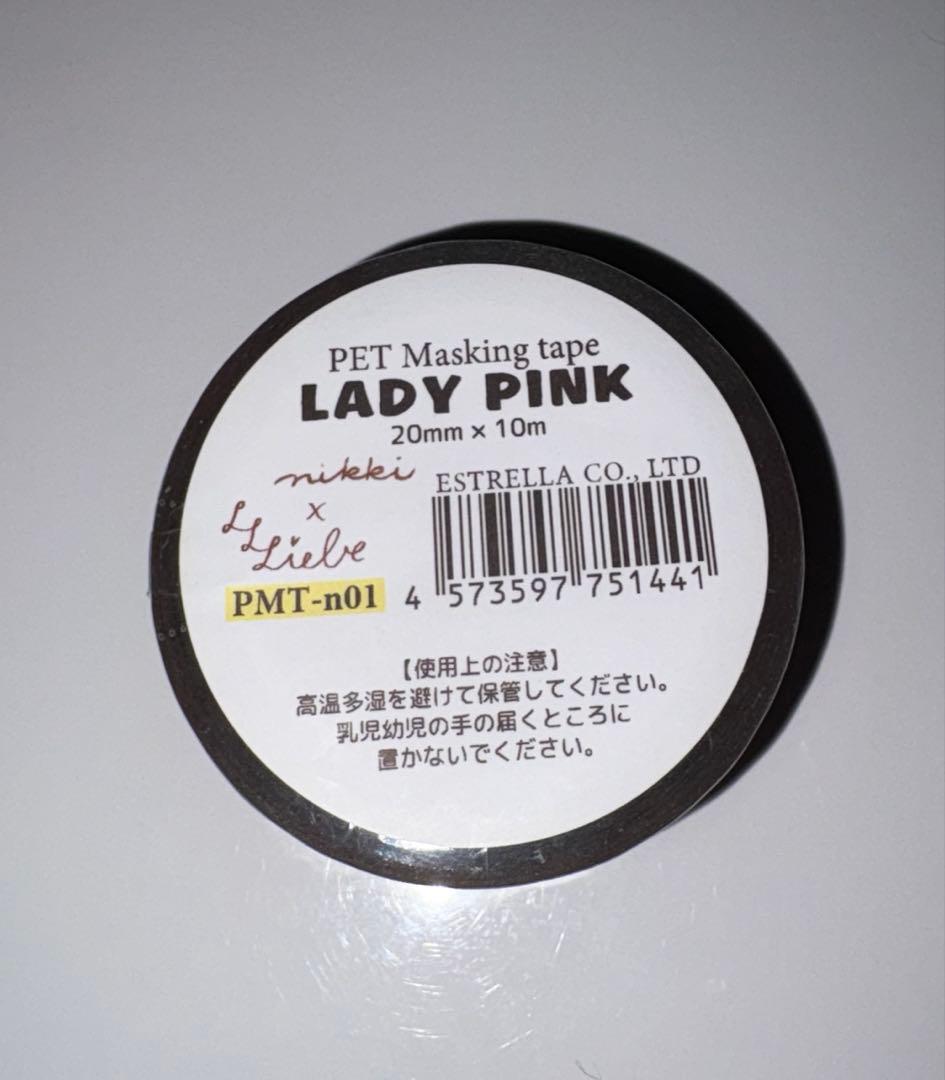 PET Masking tape
LADY PINK
20mm × 10m
nikki
x
LLLiebe
ESTRELLA CO., LTD
PMT-n01
4 573597 751441
【使用上の注意】
高温多湿を避けて保管してください。
乳児幼児の手の届くところに
置かないでください。